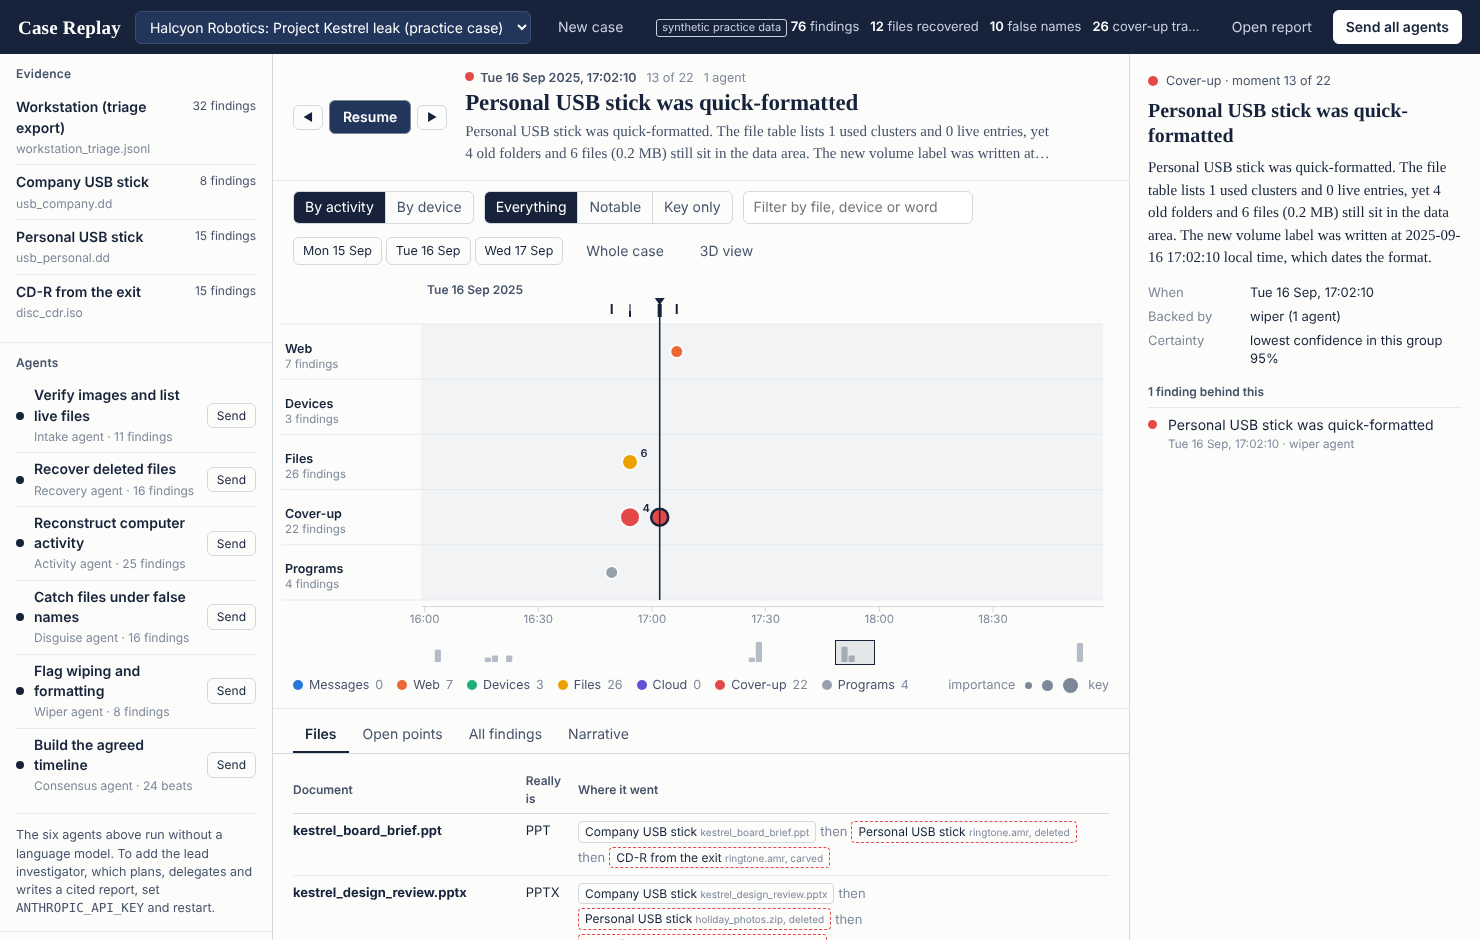 Case Replay
Halcyon Robotics: Project Kestrel leak (practice case)
New case
synthetic practice data 76 findings 12 files recovered 10 false names 26 cover-up tra...
Open report
Send all agents
Evidence
Workstation (triage export) 32 findings
workstation_triage.jsonl
Company USB stick 8 findings
usb_company.dd
Personal USB stick 15 findings
usb_personal.dd
CD-R from the exit 15 findings
disc_cdr.iso
Agents
Verify images and list
live files
Intake agent · 11 findings
Send
Recover deleted files
Recovery agent · 16 findings
Send
Reconstruct computer
activity
Activity agent · 25 findings
Send
Catch files under false
names
Disguise agent · 16 findings
Send
Flag wiping and
formatting
Wiper agent · 8 findings
Send
Build the agreed
timeline
Consensus agent · 24 beats
Send
The six agents above run without a
language model. To add the lead
investigator, which plans, delegates and
writes a cited report, set
ANTHROPIC_API_KEY and restart.
Tue 16 Sep 2025, 17:02:10 13 of 22 1 agent
◀ Resume ▶
Personal USB stick was quick-formatted
Personal USB stick was quick-formatted. The file table lists 1 used clusters and 0 live entries, yet
4 old folders and 6 files (0.2 MB) still sit in the data area. The new volume label was written at…
By activity By device Everything Notable Key only Filter by file, device or word
Mon 15 Sep Tue 16 Sep Wed 17 Sep Whole case 3D view
Tue 16 Sep 2025
Web
7 findings
Devices
3 findings
Files
26 findings
6
Cover-up
22 findings
4
Programs
4 findings
16:00 16:30 17:00 17:30 18:00 18:30
Messages 0 Web 7 Devices 3 Files 26 Cloud 0 Cover-up 22 Programs 4 importance key
Files Open points All findings Narrative
Document Really is Where it went
kestrel_board_brief.ppt PPT Company USB stick kestrel_board_brief.ppt then Personal USB stick ringtone.amr, deleted
then CD-R from the exit ringtone.amr, carved
kestrel_design_review.pptx PPTX Company USB stick kestrel_design_review.pptx then
Personal USB stick holiday_photos.zip, deleted then
Cover-up · moment 13 of 22
Personal USB stick was quick-
formatted
Personal USB stick was quick-formatted. The file
table lists 1 used clusters and 0 live entries, yet 4
old folders and 6 files (0.2 MB) still sit in the data
area. The new volume label was written at 2025-09-
16 17:02:10 local time, which dates the format.
When Tue 16 Sep, 17:02:10
Backed by wiper (1 agent)
Certainty lowest confidence in this group
95%
1 finding behind this
Personal USB stick was quick-formatted
Tue 16 Sep, 17:02:10 · wiper agent